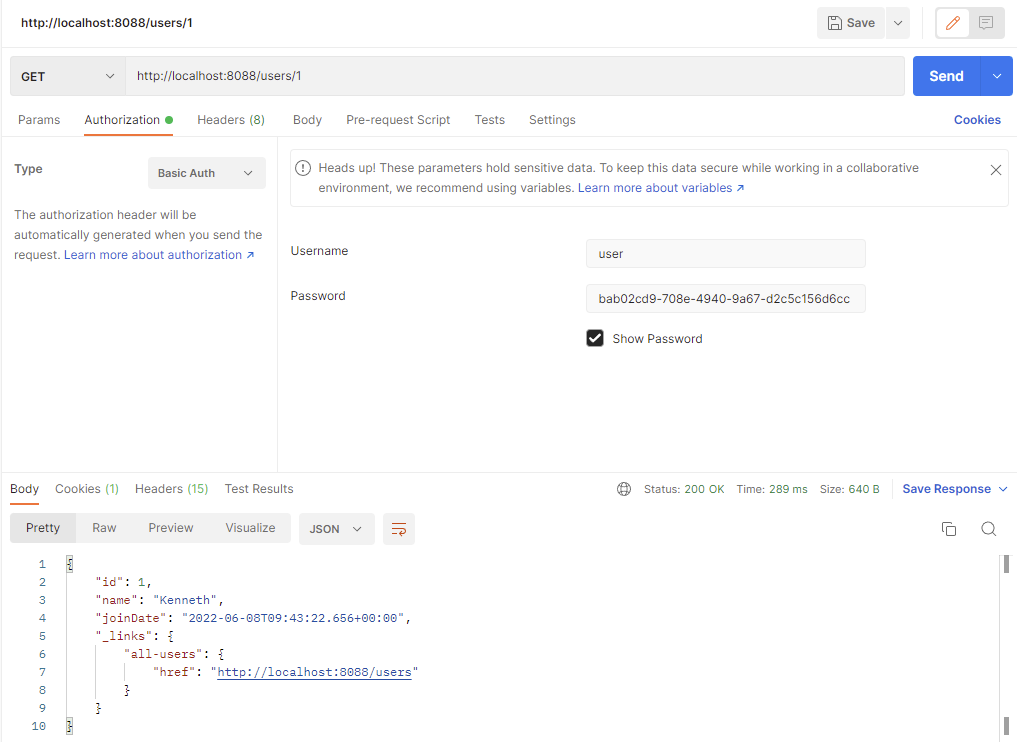 http://localhost:8088/users/1
Save
GET
http://localhost:8088/users/1
Send
Params
Authorization
Headers (8)
Body
Pre-request Script
Tests
Settings
Cookies
Type
Basic Auth
The authorization header will be
automatically generated when you send the
request. Learn more about authorization ↗
Heads up! These parameters hold sensitive data. To keep this data secure while working in a collaborative
environment, we recommend using variables. Learn more about variables ↗
Username
user
Password
bab02cd9-708e-4940-9a67-d2c5c156d6cc
Show Password
Body
Cookies (1)
Headers (15)
Test Results
Status: 200 OK
Time: 289 ms
Size: 640 B
Save Response
Pretty
Raw
Preview
Visualize
JSON
1 {
2 "id": 1,
3 "name": "Kenneth",
4 "joinDate": "2022-06-08T09:43:22.656+00:00",
5 "_links": {
6 "all-users": {
7 "href": "http://localhost:8088/users"
8 }
9 }
10 }